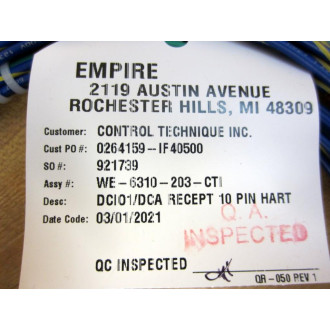 EMPIRE
2119 AUSTIN AVENUE
ROCHESTER HILLS, MI 48309
Customer: CONTROL TECHNIQUE INC.
Cust PO #: 0264159-IF40500
SO #: 921739
Assy #: WE-6310-203-CTI
Desc: DCIO1/DCA RECEPT 10 PIN HART
Date Code: 03/01/2021
Q. A.
INSPECTED
QC INSPECTED
QR-050 REV 1